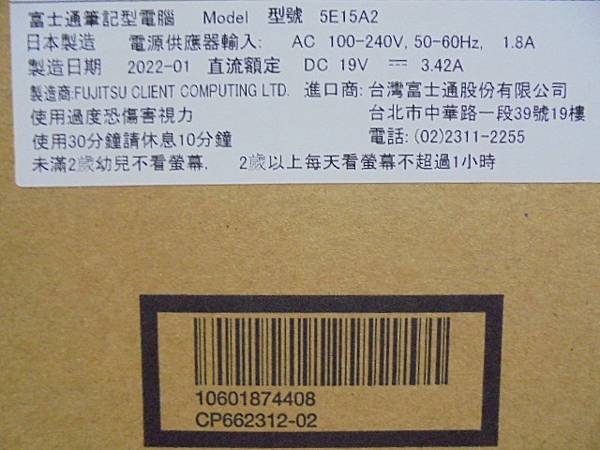 富士通筆記型電腦 Model 型號 5E15A2
日本製造 電源供應器輸入: AC 100-240V, 50-60Hz, 1.8A
製造日期 2022-01 直流額定 DC 19V ⎓ 3.42A
製造商:FUJITSU CLIENT COMPUTING LTD. 進口商: 台灣富士通股份有限公司
使用過度恐傷害視力 台北市中華路一段39號19樓
使用30分鐘請休息10分鐘 電話: (02)2311-2255
未滿2歲幼兒不看螢幕. 2歲以上每天看螢幕不超過1小時
10601874408
CP662312-02